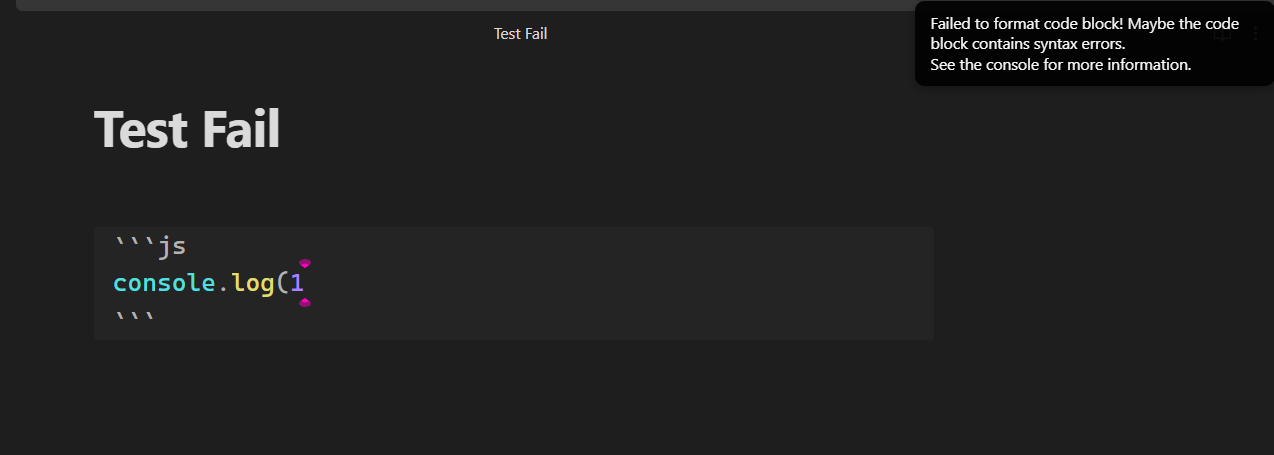 Test Fail
Failed to format code block! Maybe the code
block contains syntax errors.
See the console for more information.
Test Fail
```js
console.log(1
```